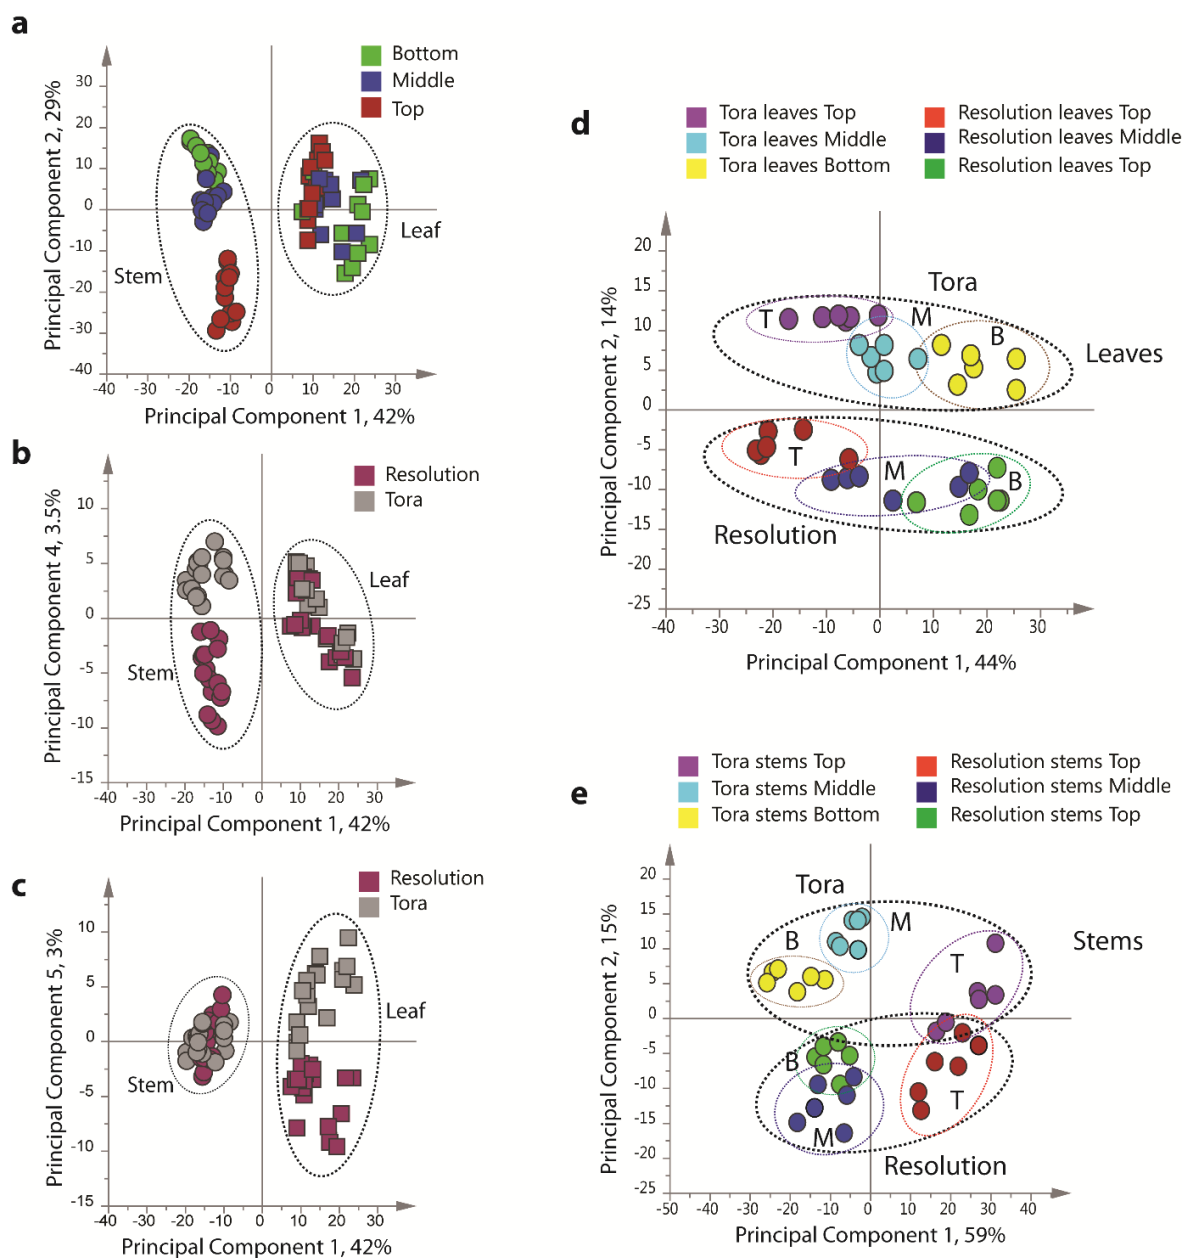 a
Bottom
Middle
Top
Principal Component 2, 29%
30
20
10
0
-10
-20
-30
-40
Stem
Leaf
-40 -30 -20 -10 0 10 20 30
Principal Component 1, 42%
b
Resolution
Tora
Principal Component 4, 3.5%
10
5
0
-5
-10
-15
Leaf
Stem
-40 -30 -20 -10 0 10 20 30
Principal Component 1, 42%
c
Resolution
Tora
Principal Component 5, 3%
10
5
0
-5
-10
-15
Leaf
Stem
-40 -30 -20 -10 0 10 20 30
Principal Component 1, 42%
d
Tora leaves Top
Tora leaves Middle
Tora leaves Bottom
Resolution leaves Top
Resolution leaves Middle
Resolution leaves Top
Principal Component 2, 14%
20
15
10
5
0
-5
-10
-15
-20
-25
Tora
T
M
B
Leaves
T
M
B
Resolution
-40 -30 -20 -10 0 10 20 30
Principal Component 1, 44%
e
Tora stems Top
Tora stems Middle
Tora stems Bottom
Resolution stems Top
Resolution stems Middle
Resolution stems Top
Principal Component 2, 15%
20
15
10
5
0
-5
-10
-15
-20
-25
Tora
B
M
T
Stems
B
M
T
Resolution
-50 -40 -30 -20 -10 0 10 20 30 40
Principal Component 1, 59%